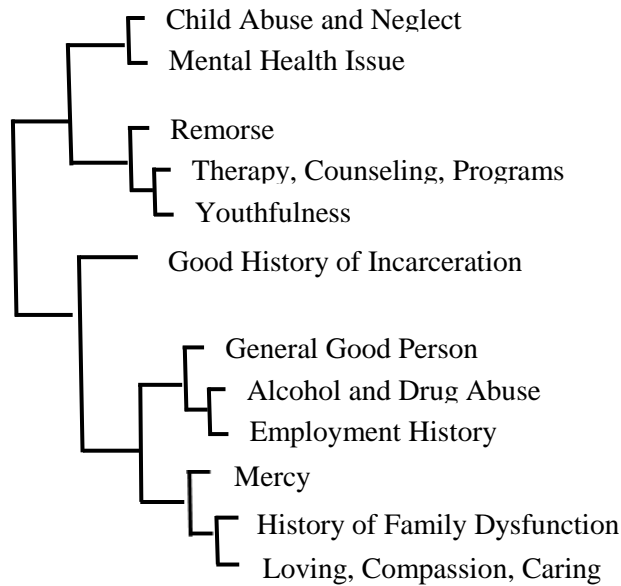 Child Abuse and Neglect
Mental Health Issue
Remorse
Therapy, Counseling, Programs
Youthfulness
Good History of Incarceration
General Good Person
Alcohol and Drug Abuse
Employment History
Mercy
History of Family Dysfunction
Loving, Compassion, Caring